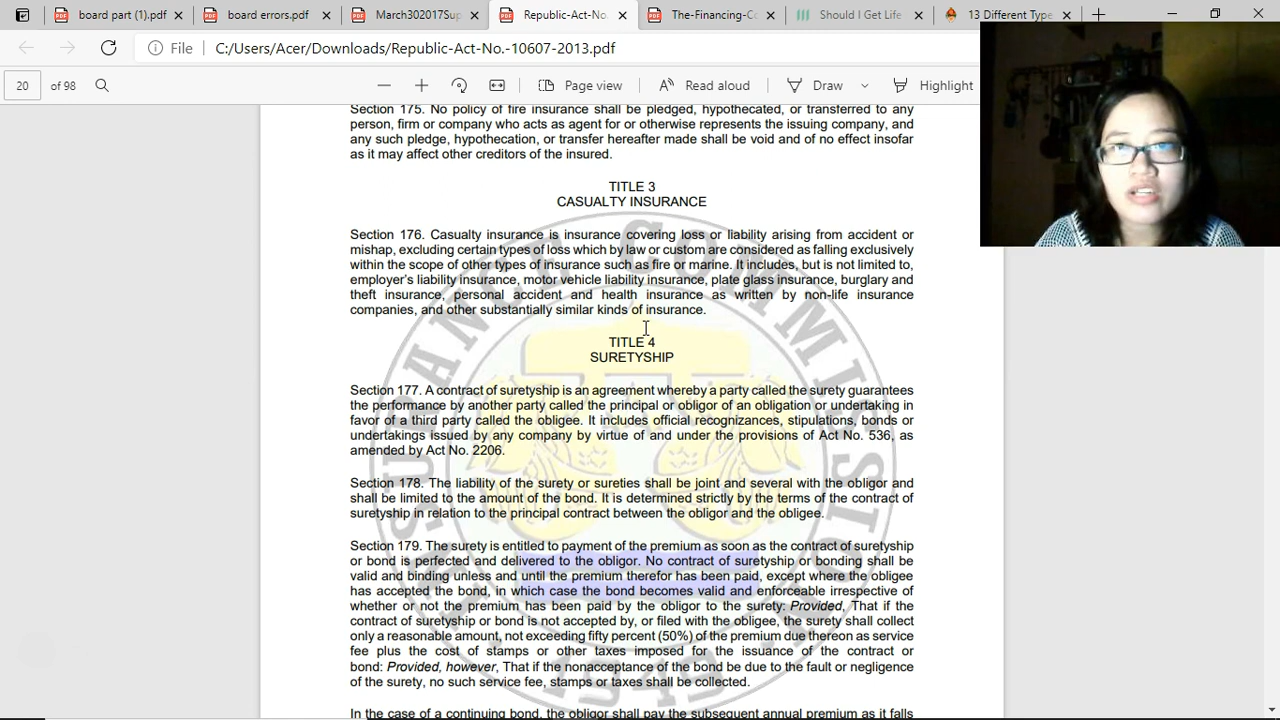 board part (1).pdf
board errors.pdf
March302017Sup
Republic-Act-No.
The-Financing-C
Should I Get Life
13 Different Type
File
C:/Users/Acer/Downloads/Republic-Act-No.-10607-2013.pdf
20 of 98
Page view
Read aloud
Draw
Highlight
Section 175. No policy of fire insurance shall be pledged, hypothecated, or transferred to any
person, firm or company who acts as agent for or otherwise represents the issuing company, and
any such pledge, hypothecation, or transfer hereafter made shall be void and of no effect insofar
as it may affect other creditors of the insured.
TITLE 3
CASUALTY INSURANCE
Section 176. Casualty insurance is insurance covering loss or liability arising from accident or
mishap, excluding certain types of loss which by law or custom are considered as falling exclusively
within the scope of other types of insurance such as fire or marine. It includes, but is not limited to,
employer's liability insurance, motor vehicle liability insurance, plate glass insurance, burglary and
theft insurance, personal accident and health insurance as written by non-life insurance
companies, and other substantially similar kinds of insurance.
TITLE 4
SURETYSHIP
Section 177. A contract of suretyship is an agreement whereby a party called the surety guarantees
the performance by another party called the principal or obligor of an obligation or undertaking in
favor of a third party called the obligee. It includes official recognizances, stipulations, bonds or
undertakings issued by any company by virtue of and under the provisions of Act No. 536, as
amended by Act No. 2206.
Section 178. The liability of the surety or sureties shall be joint and several with the obligor and
shall be limited to the amount of the bond. It is determined strictly by the terms of the contract of
suretyship in relation to the principal contract between the obligor and the obligee.
Section 179. The surety is entitled to payment of the premium as soon as the contract of suretyship
or bond is perfected and delivered to the obligor. No contract of suretyship or bonding shall be
valid and binding unless and until the premium therefor has been paid, except where the obligee
has accepted the bond, in which case the bond becomes valid and enforceable irrespective of
whether or not the premium has been paid by the obligor to the surety: Provided, That if the
contract of suretyship or bond is not accepted by, or filed with the obligee, the surety shall collect
only a reasonable amount, not exceeding fifty percent (50%) of the premium due thereon as service
fee plus the cost of stamps or other taxes imposed for the issuance of the contract or
bond: Provided, however, That if the nonacceptance of the bond be due to the fault or negligence
of the surety, no such service fee, stamps or taxes shall be collected.
In the case of a continuing bond, the obligor shall pay the subsequent annual premium as it falls
INSURANCE COMMISSION
1949